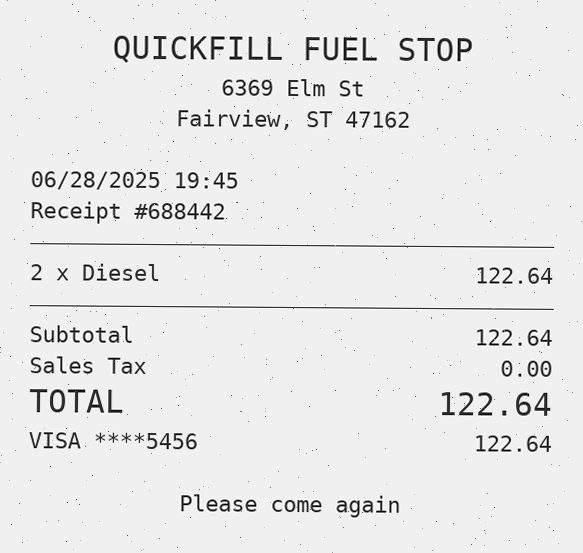 QUICKFILL FUEL STOP
6369 Elm St
Fairview, ST 47162
06/28/2025 19:45
Receipt #688442
2 x Diesel 122.64
Subtotal 122.64
Sales Tax 0.00
TOTAL 122.64
VISA ****5456 122.64
Please come again